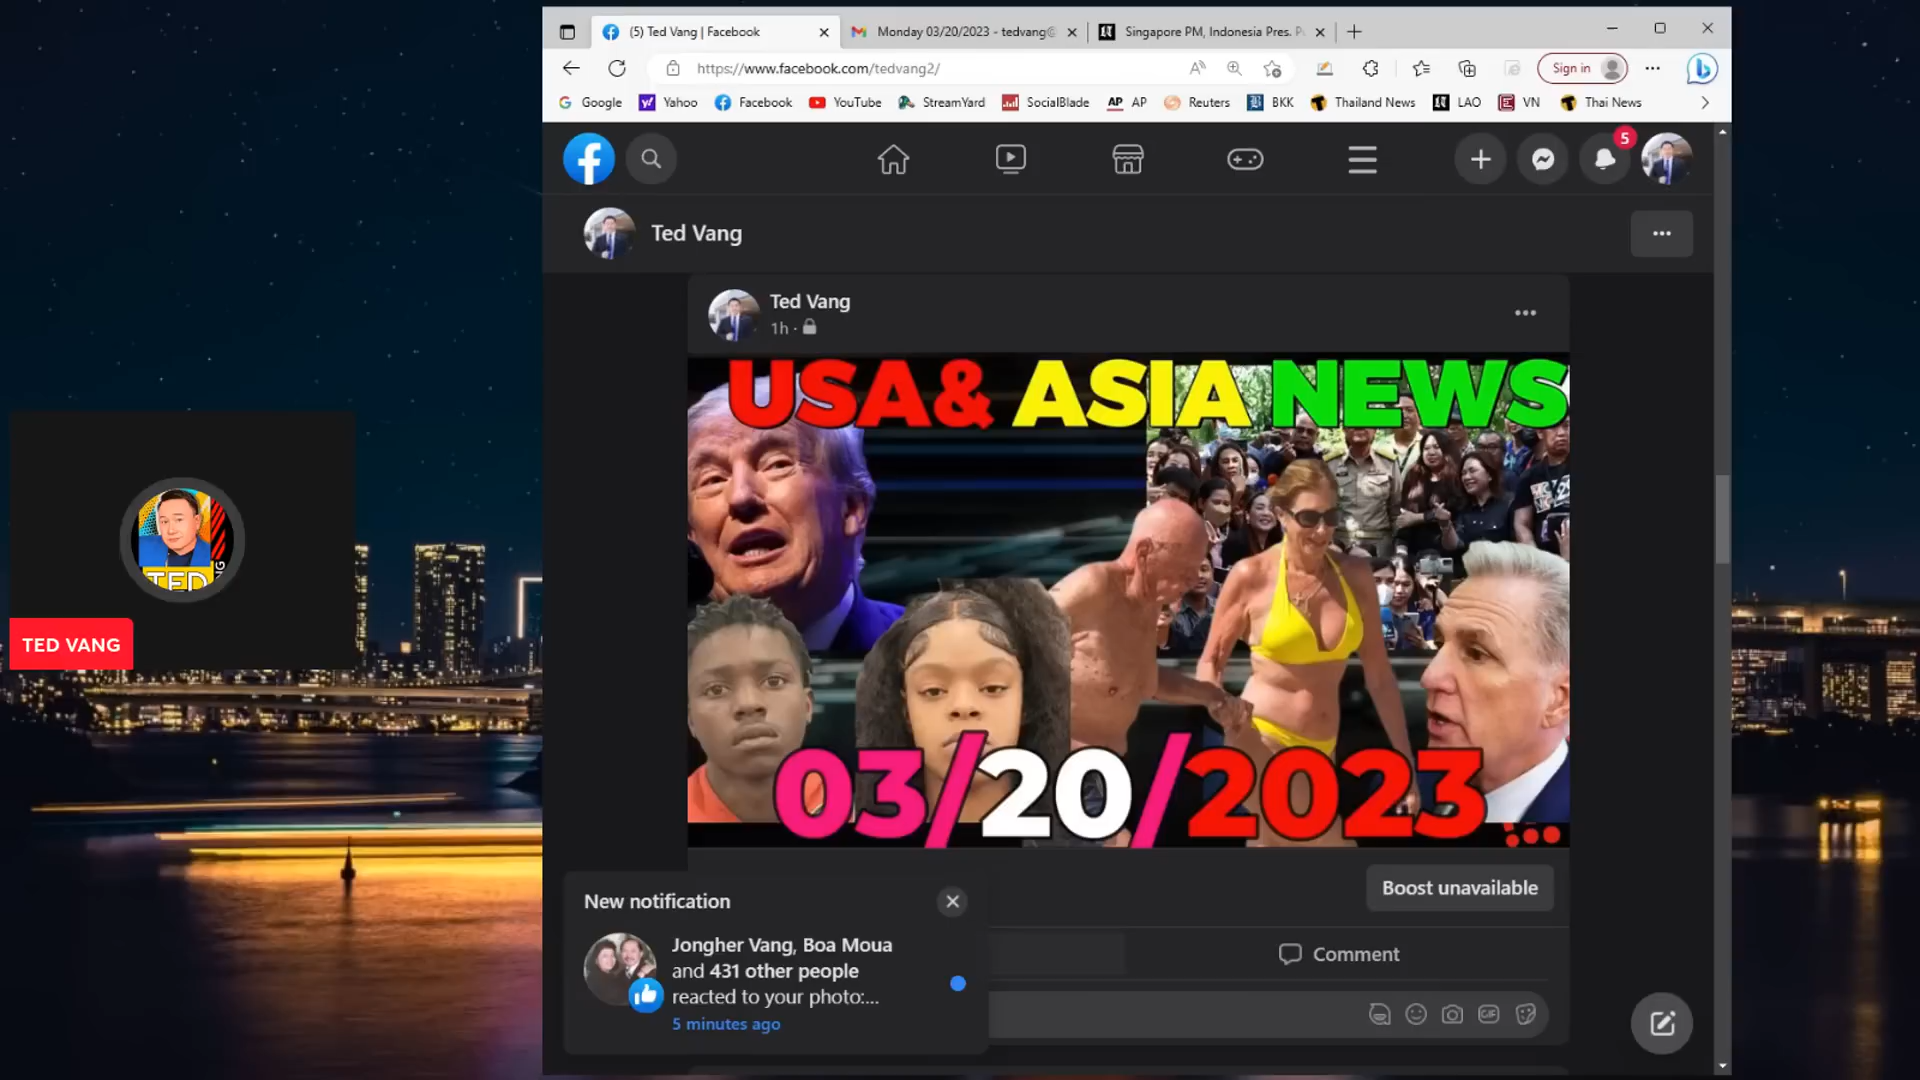 (5) Ted Vang | Facebook
Monday 03/20/2023 - tedvang@
Singapore PM, Indonesia Pres.
https://www.facebook.com/tedvang2/
Sign in
Google
Yahoo
Facebook
YouTube
StreamYard
SocialBlade
AP AP
Reuters
BKK
Thailand News
LAO
VN
Thai News
5
Ted Vang
Ted Vang
1h ·
USA & ASIA NEWS
03/20/2023
Boost unavailable
Comment
GIF
New notification
Jongher Vang, Boa Moua
and 431 other people
reacted to your photo:...
5 minutes ago
TED
TED VANG